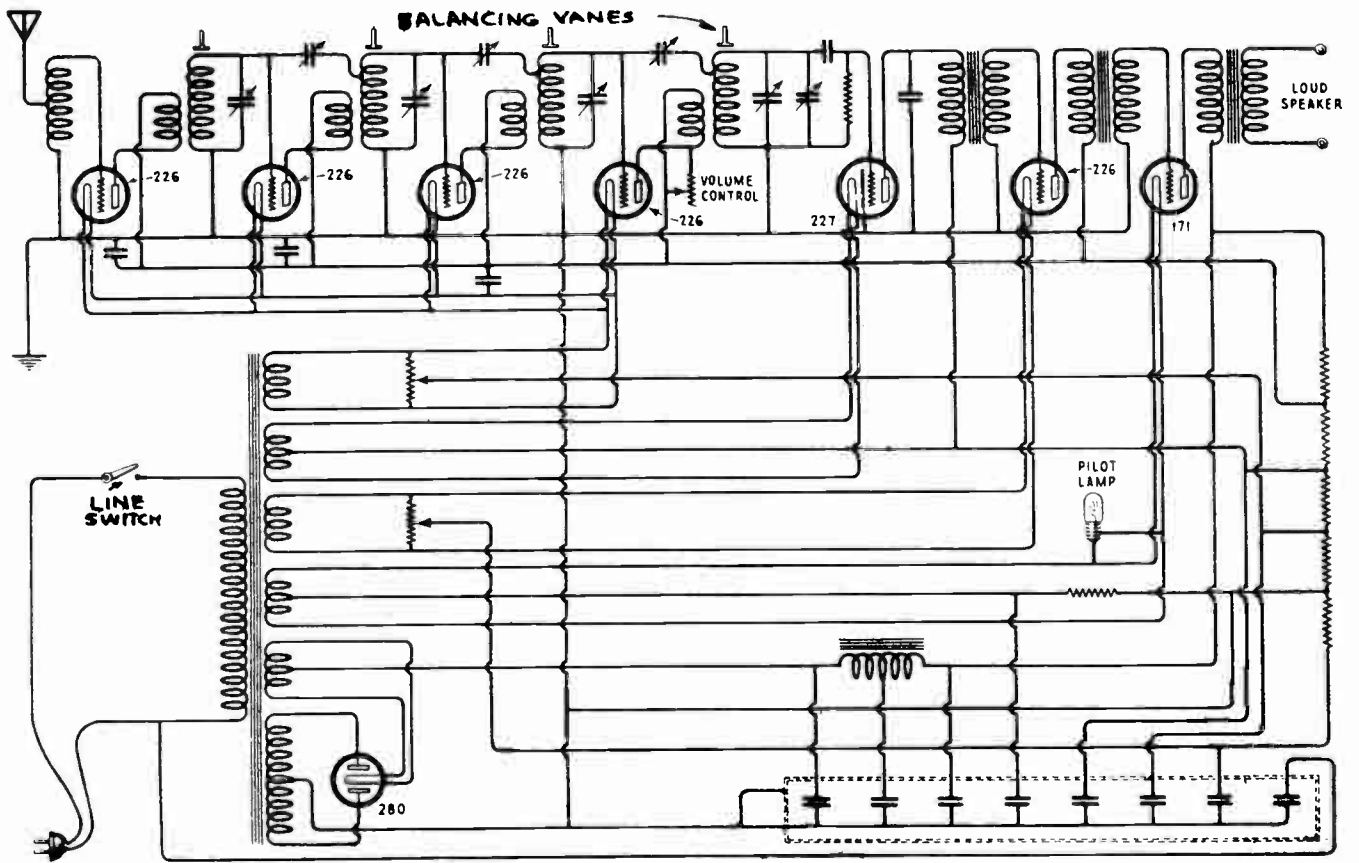 BALANCING VANES
LOUD
SPEAKER
-226
-226
-226
-226
VOLUME
CONTROL
227
-226
171
LINE
SWITCH
PILOT
LAMP
280